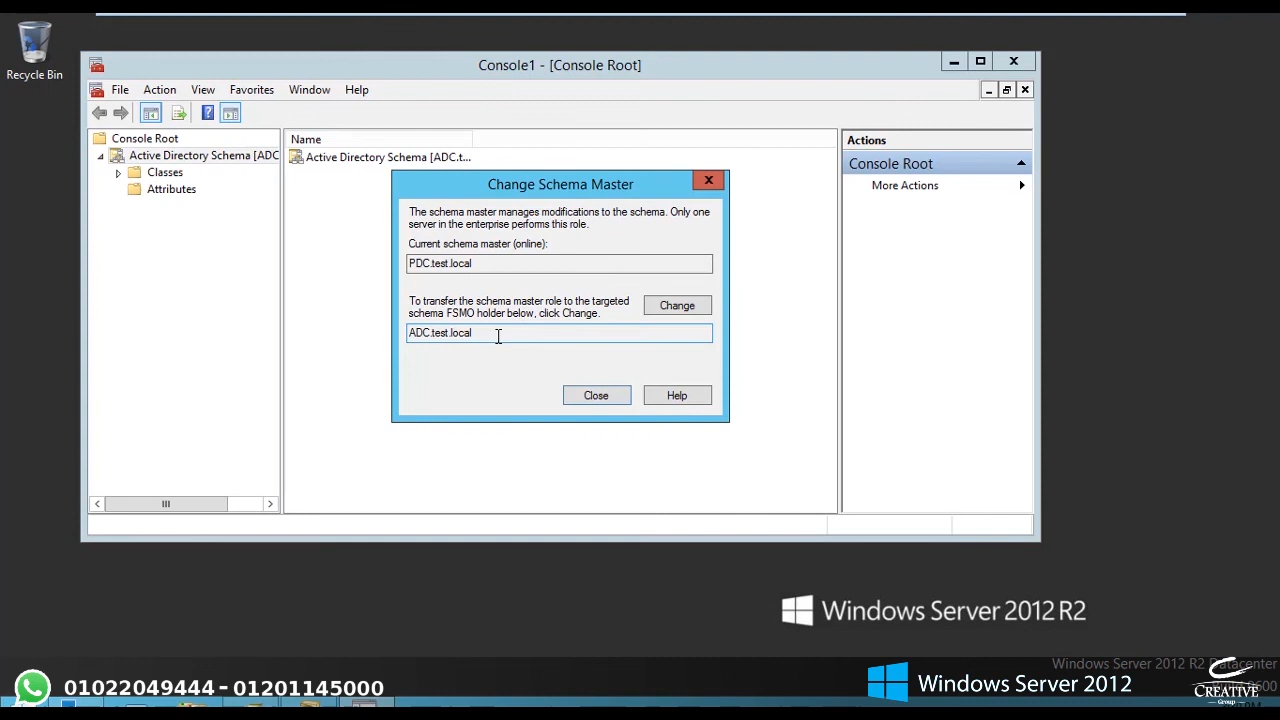 Recycle Bin
Console1 - [Console Root]
File Action View Favorites Window Help
Console Root
Active Directory Schema [ADC
Classes
Attributes
Name
Active Directory Schema [ADC.t...
Actions
Console Root
More Actions
Change Schema Master
The schema master manages modifications to the schema. Only one
server in the enterprise performs this role.
Current schema master (online):
PDC.test.local
To transfer the schema master role to the targeted
schema FSMO holder below, click Change.
Change
ADC.test.local
Close
Help
Windows Server 2012 R2
Windows Server 2012 R2 Datacenter
01022049444 - 01201145000
Windows Server 2012
CREATIVE
Group